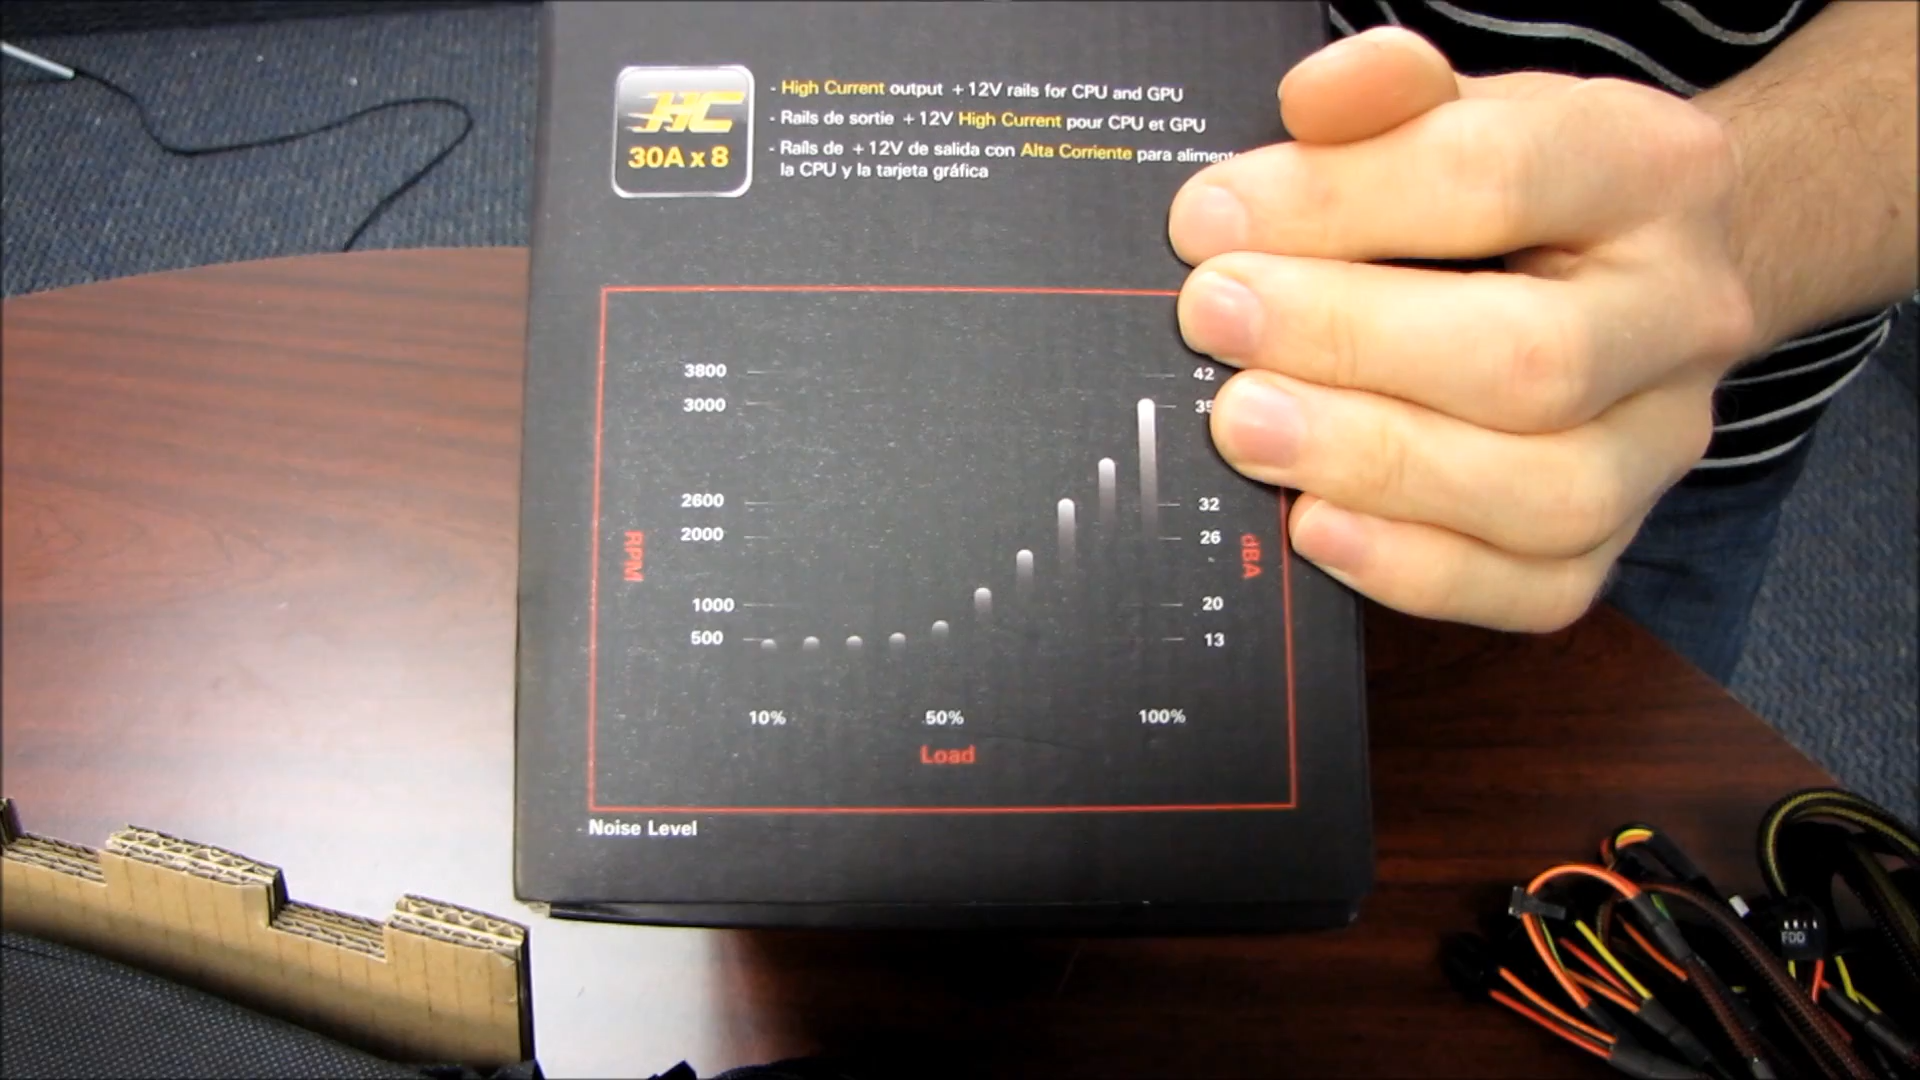 HC
30A x 8
- High Current output +12V rails for CPU and GPU
- Rails de sortie +12V High Current pour CPU et GPU
- Raíls de +12V de salida con Alta Corriente para
la CPU y la tarjeta gráfica
3800
42
3000
35
2600
32
2000
26
RPM
dBA
1000
20
500
13
10%
50%
100%
Load
Noise Level
FDD